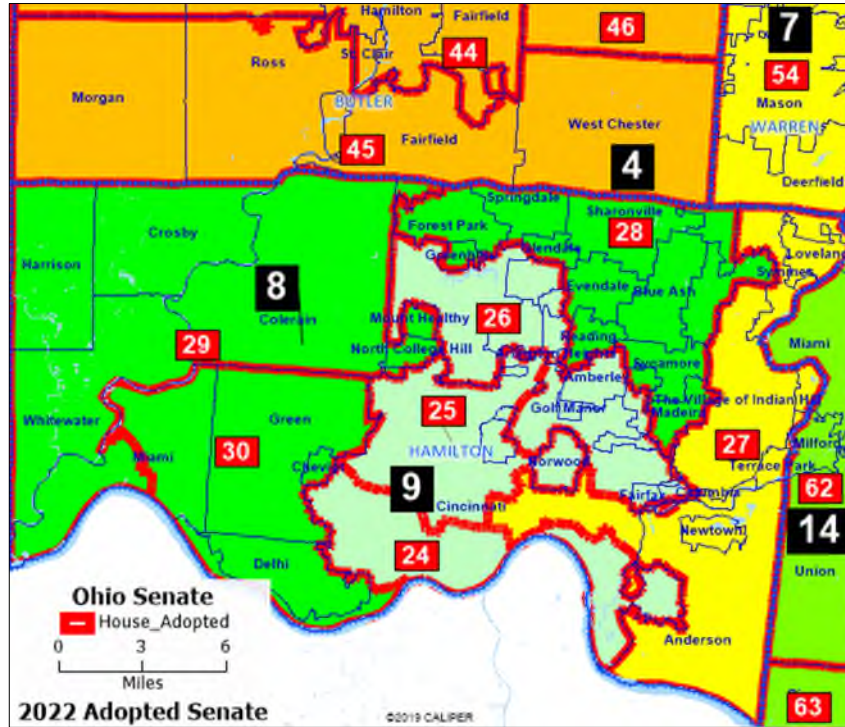 Hamilton
Fairfield
46
7
Ross
St. Clair
44
54
Morgan
BUTLER
Mason
West Chester
WARREN
Fairfield
45
4
Deerfield
Springdale
Sharonville
Forest Park
28
Crosby
Greenhills
Glendale
Loveland
Harrison
Symmes
8
Evendale
Blue Ash
Colerain
Mount Healthy
26
29
Reading
Miami
North College Hill
Arlington Heights
Sycamore
Amberley
Whitewater
Green
25
Golf Manor
The Village of Indian Hill
Madeira
Miami
30
HAMILTON
27
Milford
Cheviot
Norwood
Terrace Park
9
Fairfax
Columbia
62
Cincinnati
Newtown
14
Delhi
24
Union
Ohio Senate
House_Adopted
0 3 6
Anderson
Miles
2022 Adopted Senate
©2019 CALIPER
63